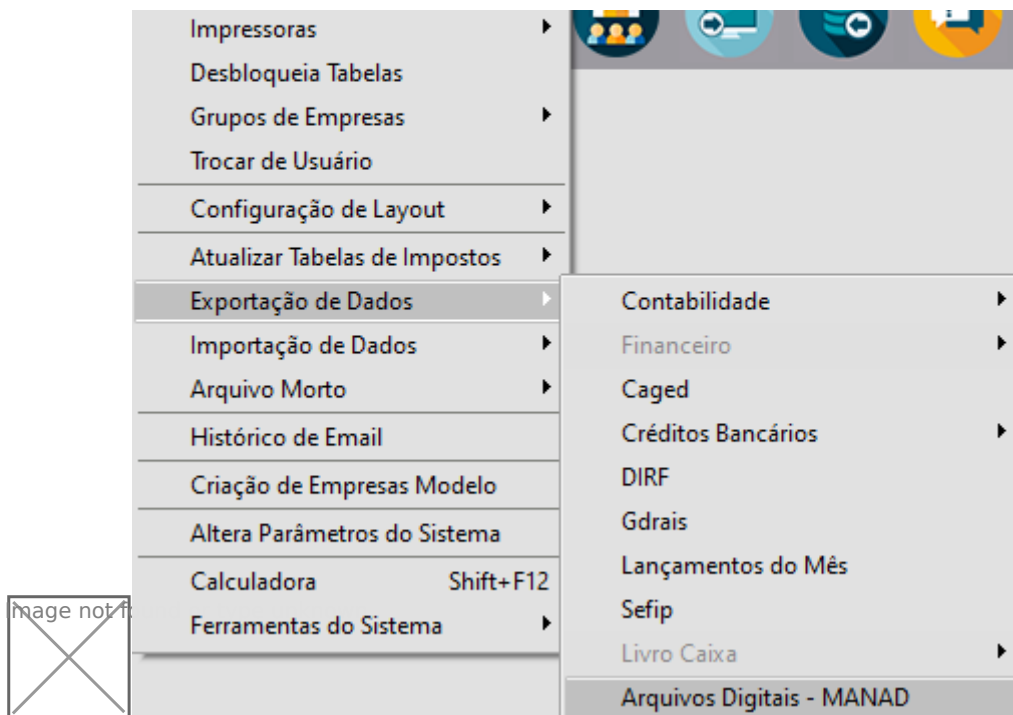 Impressoras
Desbloqueia Tabelas
Grupos de Empresas
Trocar de Usuário
Configuração de Layout
Atualizar Tabelas de Impostos
Exportação de Dados
Importação de Dados
Arquivo Morto
Histórico de Email
Criação de Empresas Modelo
Altera Parâmetros do Sistema
Calculadora Shift+F12
Ferramentas do Sistema
Contabilidade
Financeiro
Caged
Créditos Bancários
DIRF
Gdrais
Lançamentos do Mês
Sefip
Livro Caixa
Arquivos Digitais - MANAD
Image not